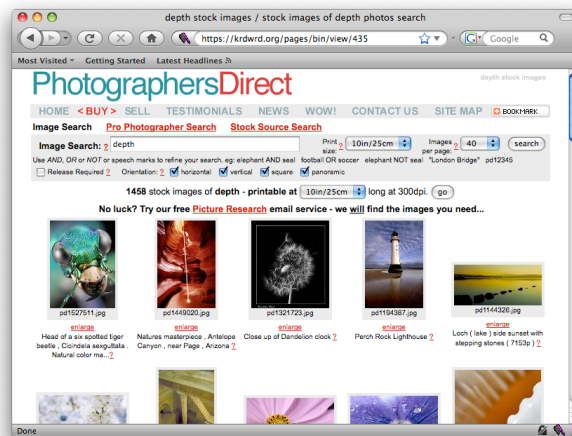 depth stock images / stock images of depth photos search
https://krdwrd.org/pages/bin/view/435
Google
Most Visited
Getting Started
Latest Headlines
PhotographersDirect
depth stock images
HOME < BUY > SELL TESTIMONIALS NEWS WOW! CONTACT US SITE MAP BOOKMARK
Image Search Pro Photographer Search Stock Source Search
Image Search: ? depth Print size: ? 10in/25cm Images per page: ? 40 search
Use AND, OR or NOT or speech marks to refine your search. eg: elephant AND seal football OR soccer elephant NOT seal "London Bridge" pd12345
Release Required ? Orientation: ? horizontal vertical square panoramic
1458 stock images of depth - printable at 10in/25cm long at 300dpi. go
No luck? Try our free Picture Research email service - we will find the images you need...
pd1527511.jpg
enlarge
Head of a six spotted tiger
beetle , Cicindela sexguttata .
Natural color ma...?
pd1449020.jpg
enlarge
Natures masterpiece , Antelope
Canyon , near Page , Arizona ?
pd1321723.jpg
enlarge
Close up of Dandelion clock ?
pd1194387.jpg
enlarge
Perch Rock Lighthouse ?
pd1144326.jpg
enlarge
Loch ( lake ) side sunset with
stepping stones ( 7153p ) ?
Done